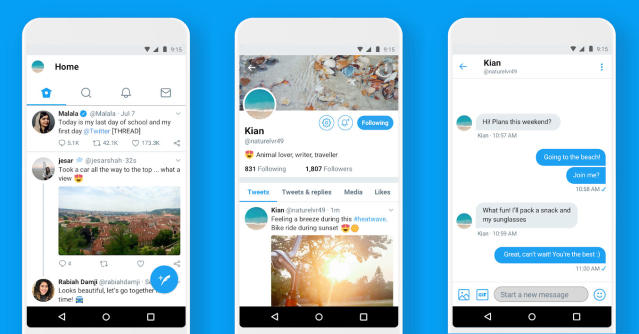 9:15
Home
Malala @Malala · Jul 7
Today is my last day of school and my
first day @Twitter [THREAD]
5.1K 42.1K 173.3K
jesar @jesarshah · 32s
Took a car all the way to the top ... what a
view
4
Rabiah Damji @rabiahdamji
Looks beautiful, let's go together
time!
9:15
Following
Kian
@naturelvr49
Animal lover, writer, traveller
831 Following 1,807 Followers
Tweets Tweets & replies Media Likes
Kian @naturelvr49 · 1m
Feeling a breeze during this #heatwave.
Bike ride during sunset
9:15
Kian
@naturelvr49
Hi! Plans this weekend?
Kian · 10:57 AM
Going to the beach!
Join me?
10:58 AM
What fun! I'll pack a snack and
my sunglasses
Kian · 10:59 AM
Great, can't wait! You're the best :)
11:00 AM
GIF
Start a new message